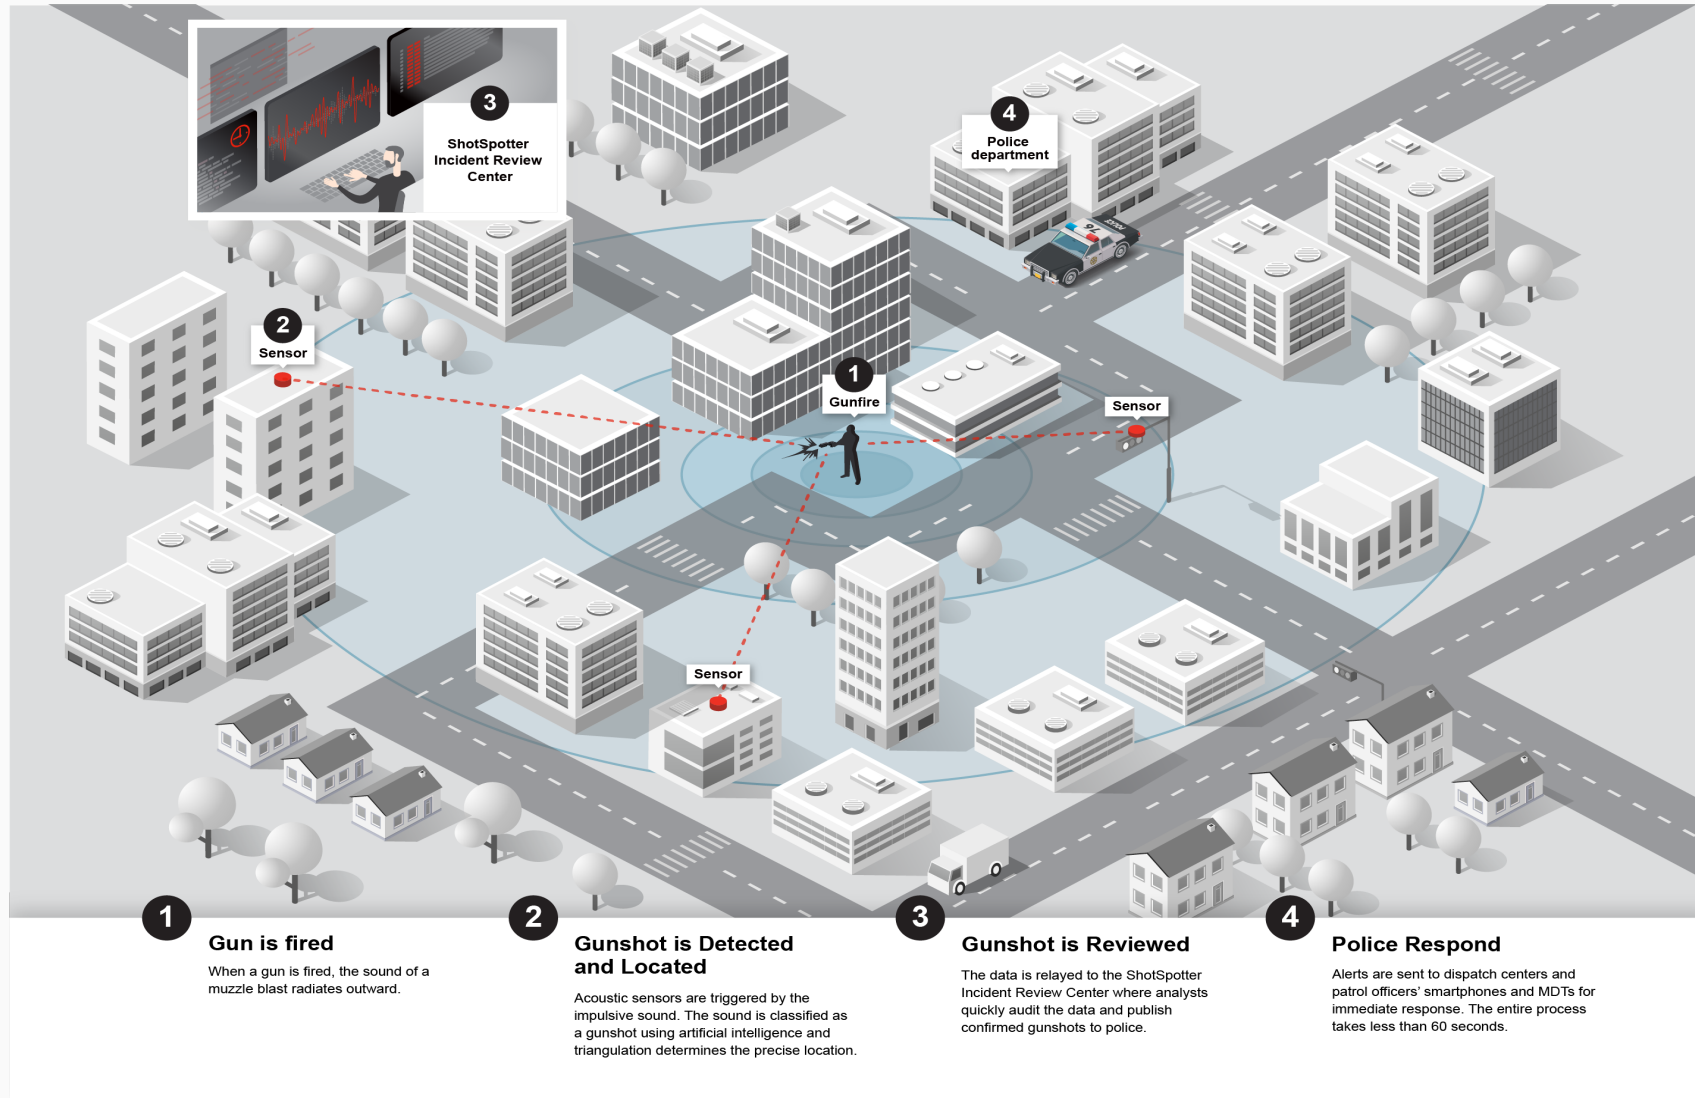 3
ShotSpotter
Incident Review
Center
4
Police
department
76
POLICE
2
Sensor
1
Gunfire
Sensor
Sensor
1
Gun is fired
When a gun is fired, the sound of a
muzzle blast radiates outward.
2
Gunshot is Detected
and Located
Acoustic sensors are triggered by the
impulsive sound. The sound is classified as
a gunshot using artificial intelligence and
triangulation determines the precise location.
3
Gunshot is Reviewed
The data is relayed to the ShotSpotter
Incident Review Center where analysts
quickly audit the data and publish
confirmed gunshots to police.
4
Police Respond
Alerts are sent to dispatch centers and
patrol officers’ smartphones and MDTs for
immediate response. The entire process
takes less than 60 seconds.